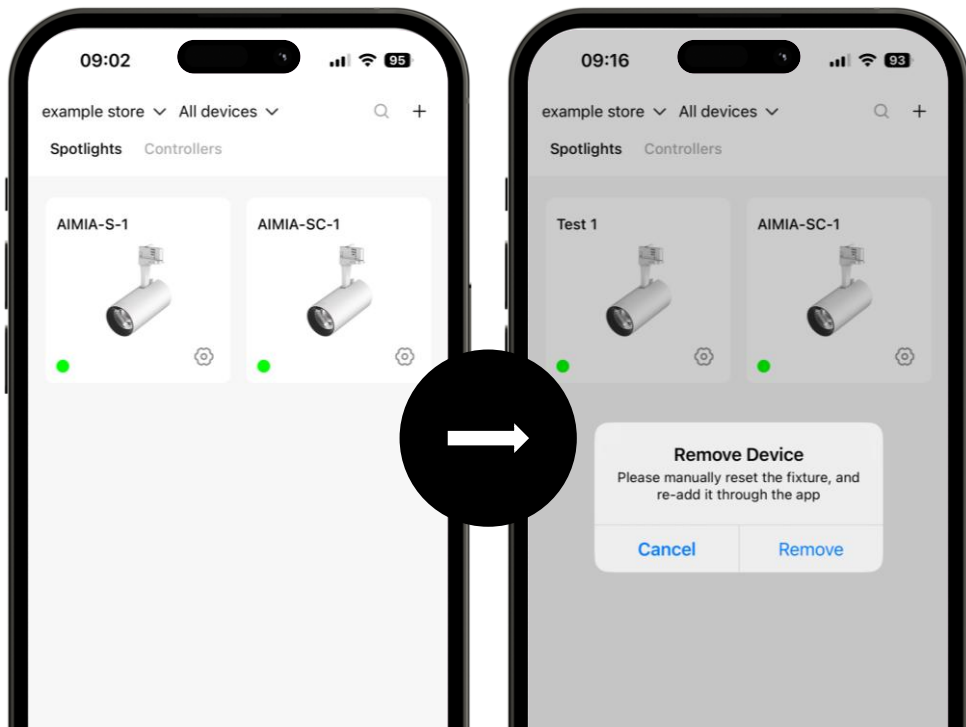 09:02
95
example store All devices
+
Spotlights Controllers
AIMIA-S-1 AIMIA-SC-1
09:16
93
example store All devices
+
Spotlights Controllers
Test 1 AIMIA-SC-1
Remove Device
Please manually reset the fixture, and
re-add it through the app
Cancel Remove